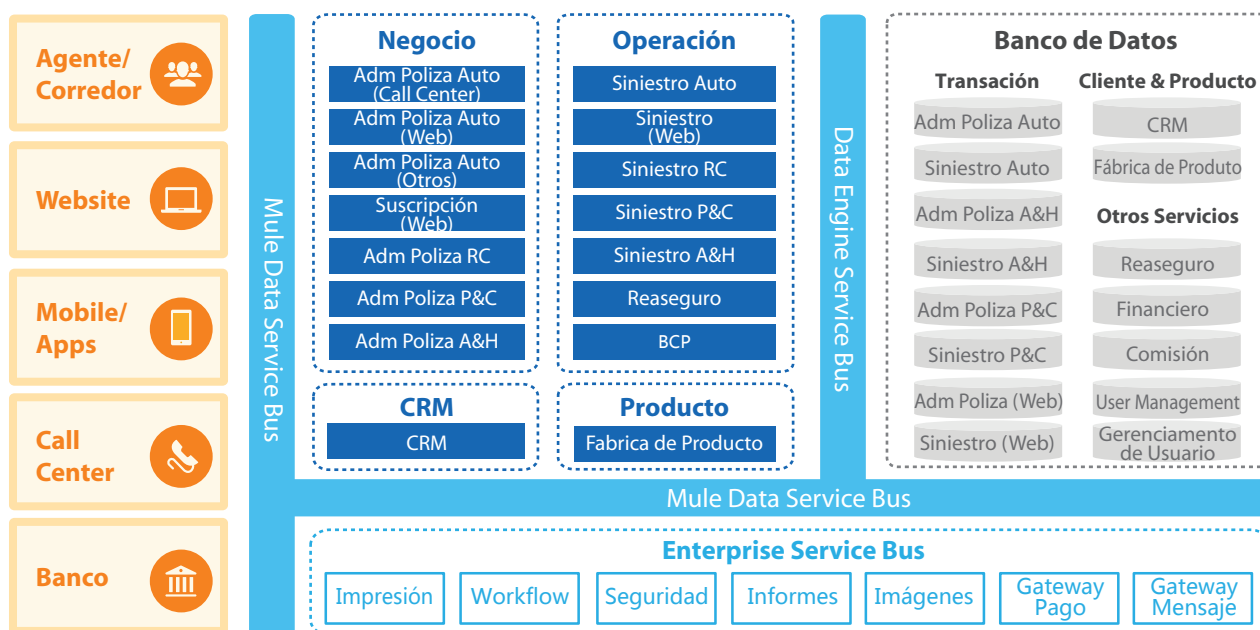 Agente/
Corredor
Website
Mobile/
Apps
Call
Center
Banco
Mule Data Service Bus
Negocio
Adm Poliza Auto
(Call Center)
Adm Poliza Auto
(Web)
Adm Poliza Auto
(Otros)
Suscripción
(Web)
Adm Poliza RC
Adm Poliza P&C
Adm Poliza A&H
Operación
Siniestro Auto
Siniestro
(Web)
Siniestro RC
Siniestro P&C
Siniestro A&H
Reaseguro
BCP
CRM
CRM
Producto
Fabrica de Producto
Data Engine Service Bus
Banco de Datos
Transación
Adm Poliza Auto
Siniestro Auto
Adm Poliza A&H
Siniestro A&H
Adm Poliza P&C
Siniestro P&C
Adm Poliza (Web)
Siniestro (Web)
Cliente & Producto
CRM
Fábrica de Produto
Otros Servicios
Reaseguro
Financiero
Comisión
User Management
Gerenciamento
de Usuario
Mule Data Service Bus
Enterprise Service Bus
Impresión
Workflow
Seguridad
Informes
Imágenes
Gateway
Pago
Gateway
Mensaje